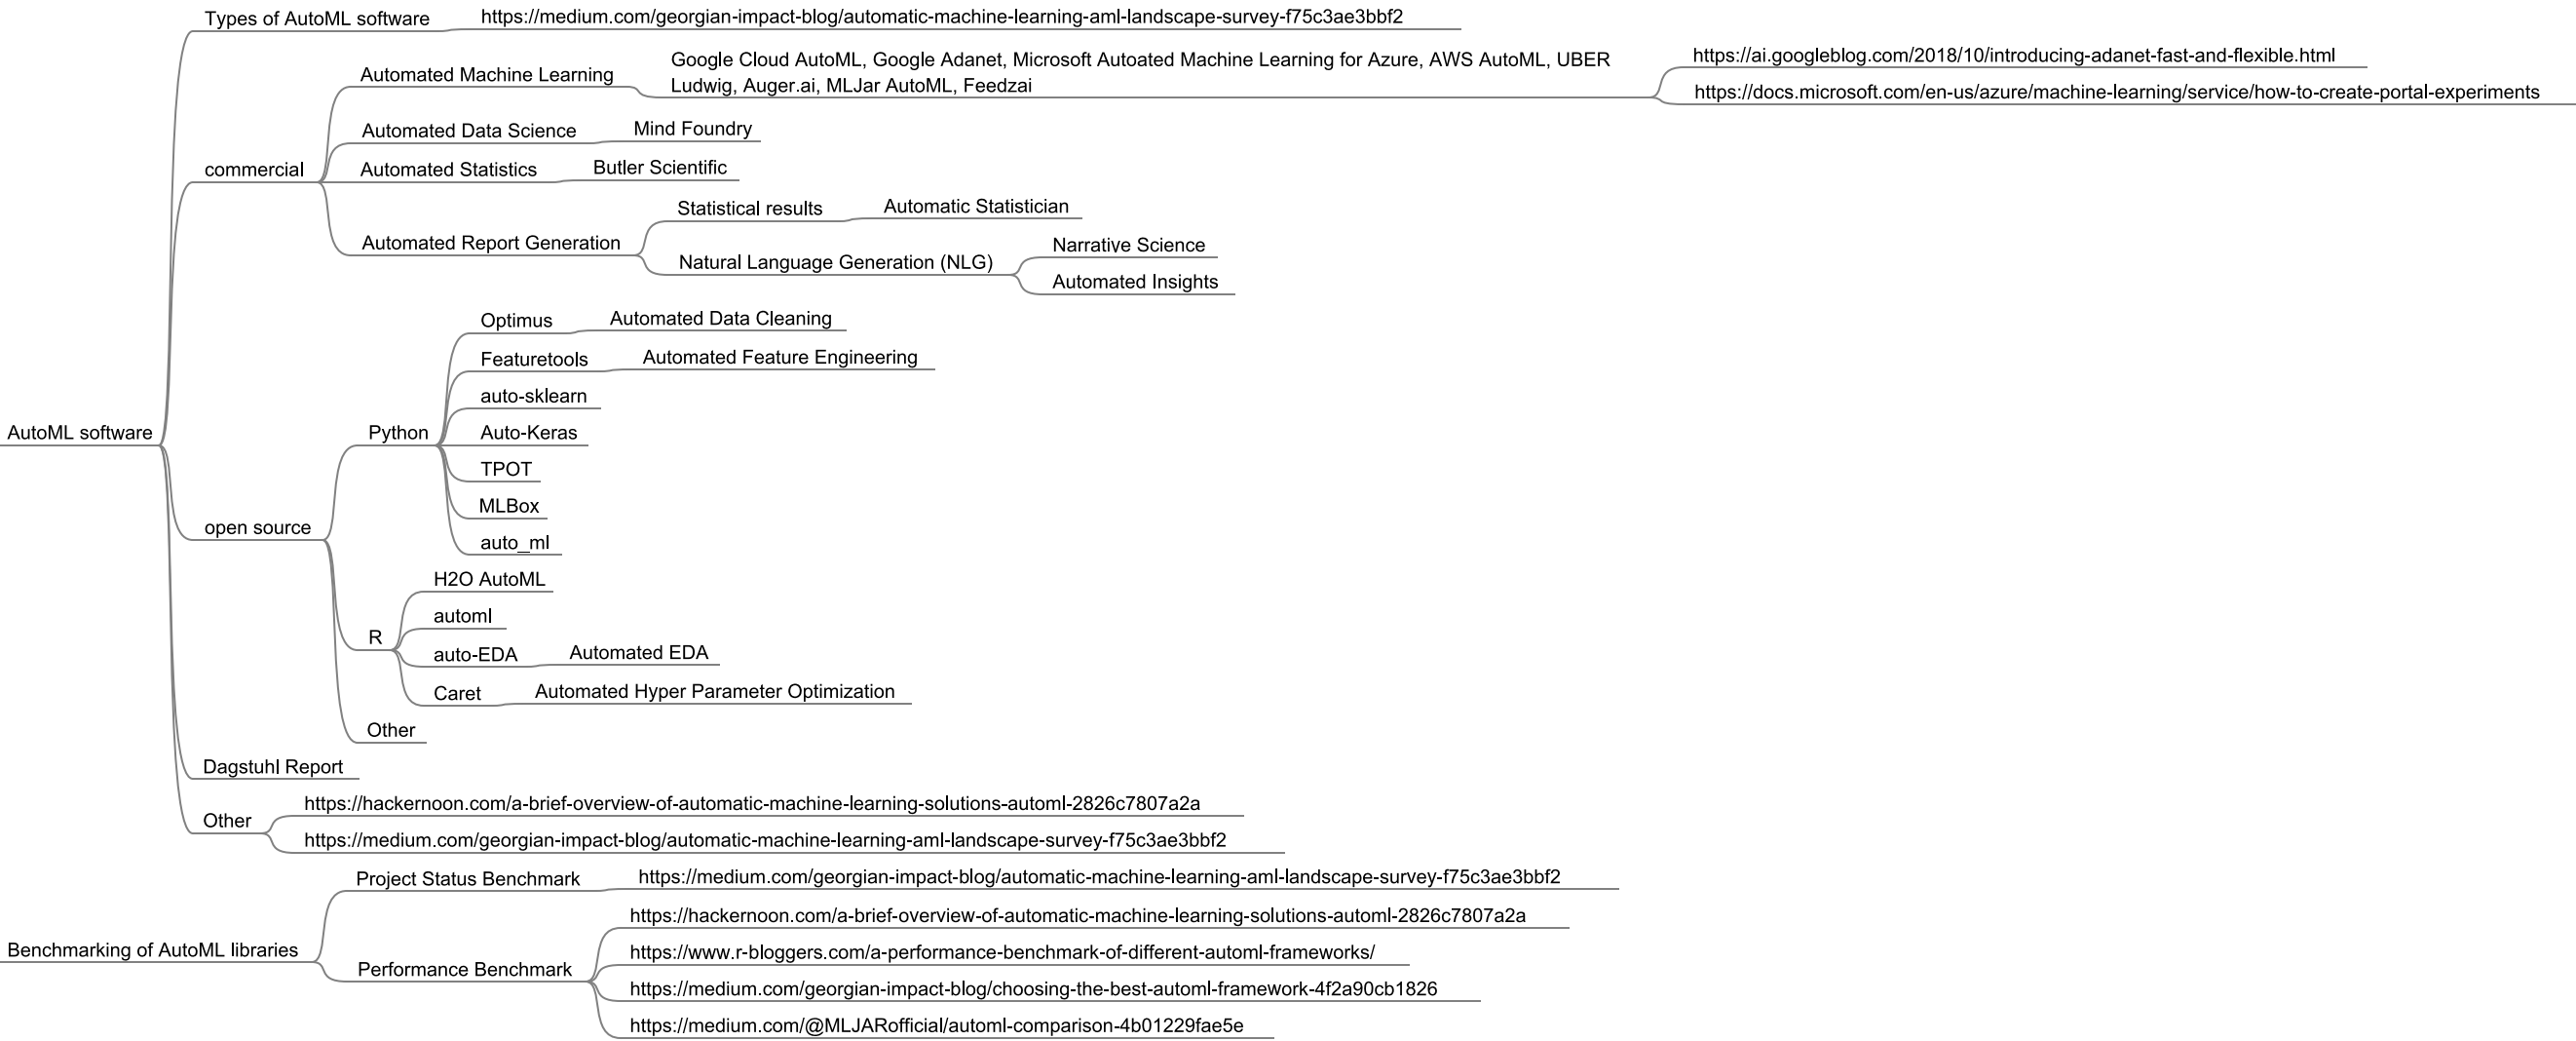 Types of AutoML software
https://medium.com/georgian-impact-blog/automatic-machine-learning-aml-landscape-survey-f75c3ae3bbf2
Automated Machine Learning
Google Cloud AutoML, Google Adanet, Microsoft Autoated Machine Learning for Azure, AWS AutoML, UBER
Ludwig, Auger.ai, MLJar AutoML, Feedzai
https://ai.googleblog.com/2018/10/introducing-adanet-fast-and-flexible.html
https://docs.microsoft.com/en-us/azure/machine-learning/service/how-to-create-portal-experiments
Automated Data Science
Mind Foundry
commercial
Automated Statistics
Butler Scientific
Statistical results
Automatic Statistician
Automated Report Generation
Natural Language Generation (NLG)
Narrative Science
Automated Insights
Optimus
Automated Data Cleaning
Featuretools
Automated Feature Engineering
auto-sklearn
AutoML software
Python
Auto-Keras
TPOT
MLBox
open source
auto_ml
H2O AutoML
automl
R
auto-EDA
Automated EDA
Caret
Automated Hyper Parameter Optimization
Other
Dagstuhl Report
Other
https://hackernoon.com/a-brief-overview-of-automatic-machine-learning-solutions-automl-2826c7807a2a
https://medium.com/georgian-impact-blog/automatic-machine-learning-aml-landscape-survey-f75c3ae3bbf2
Project Status Benchmark
https://medium.com/georgian-impact-blog/automatic-machine-learning-aml-landscape-survey-f75c3ae3bbf2
Benchmarking of AutoML libraries
Performance Benchmark
https://hackernoon.com/a-brief-overview-of-automatic-machine-learning-solutions-automl-2826c7807a2a
https://www.r-bloggers.com/a-performance-benchmark-of-different-automl-frameworks/
https://medium.com/georgian-impact-blog/choosing-the-best-automl-framework-4f2a90cb1826
https://medium.com/@MLJARofficial/automl-comparison-4b01229fae5e